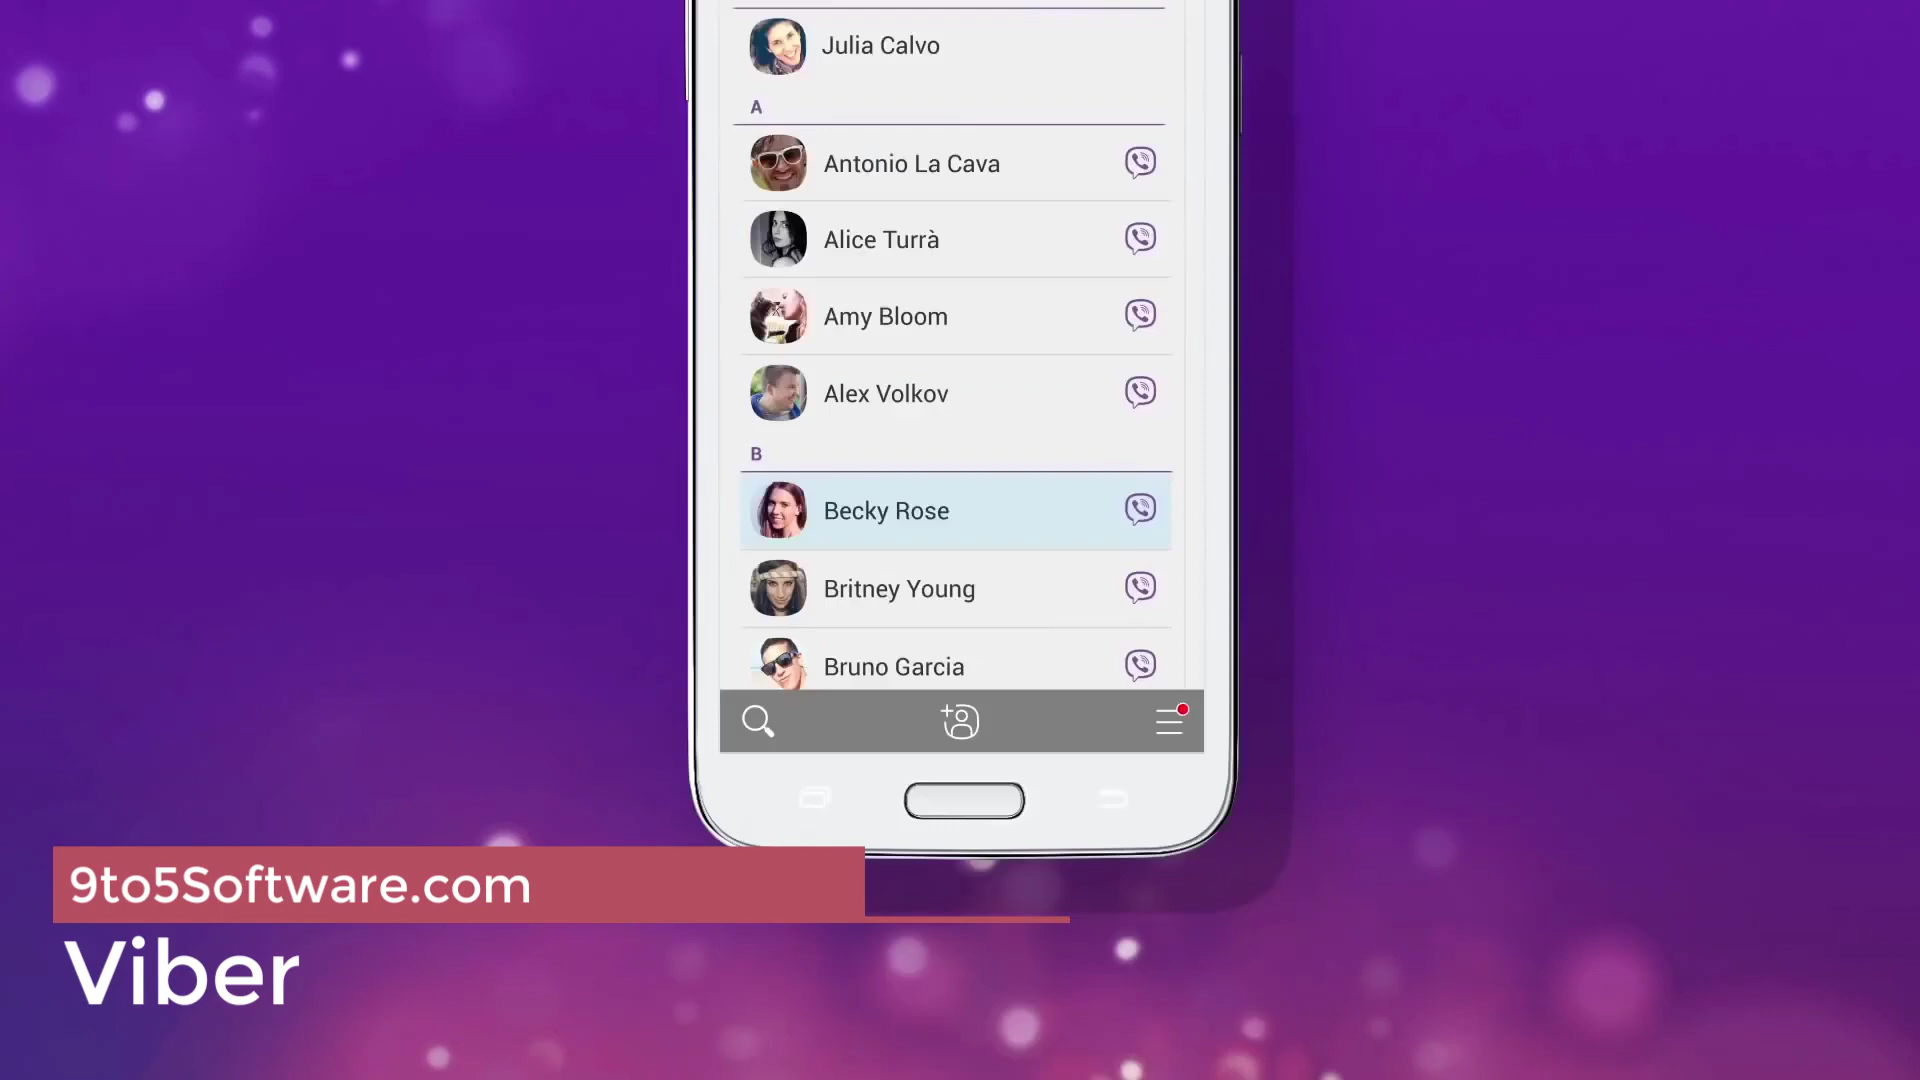 Julia Calvo
A
Antonio La Cava
Alice Turrà
Amy Bloom
Alex Volkov
B
Becky Rose
Britney Young
Bruno Garcia
9to5Software.com
Viber